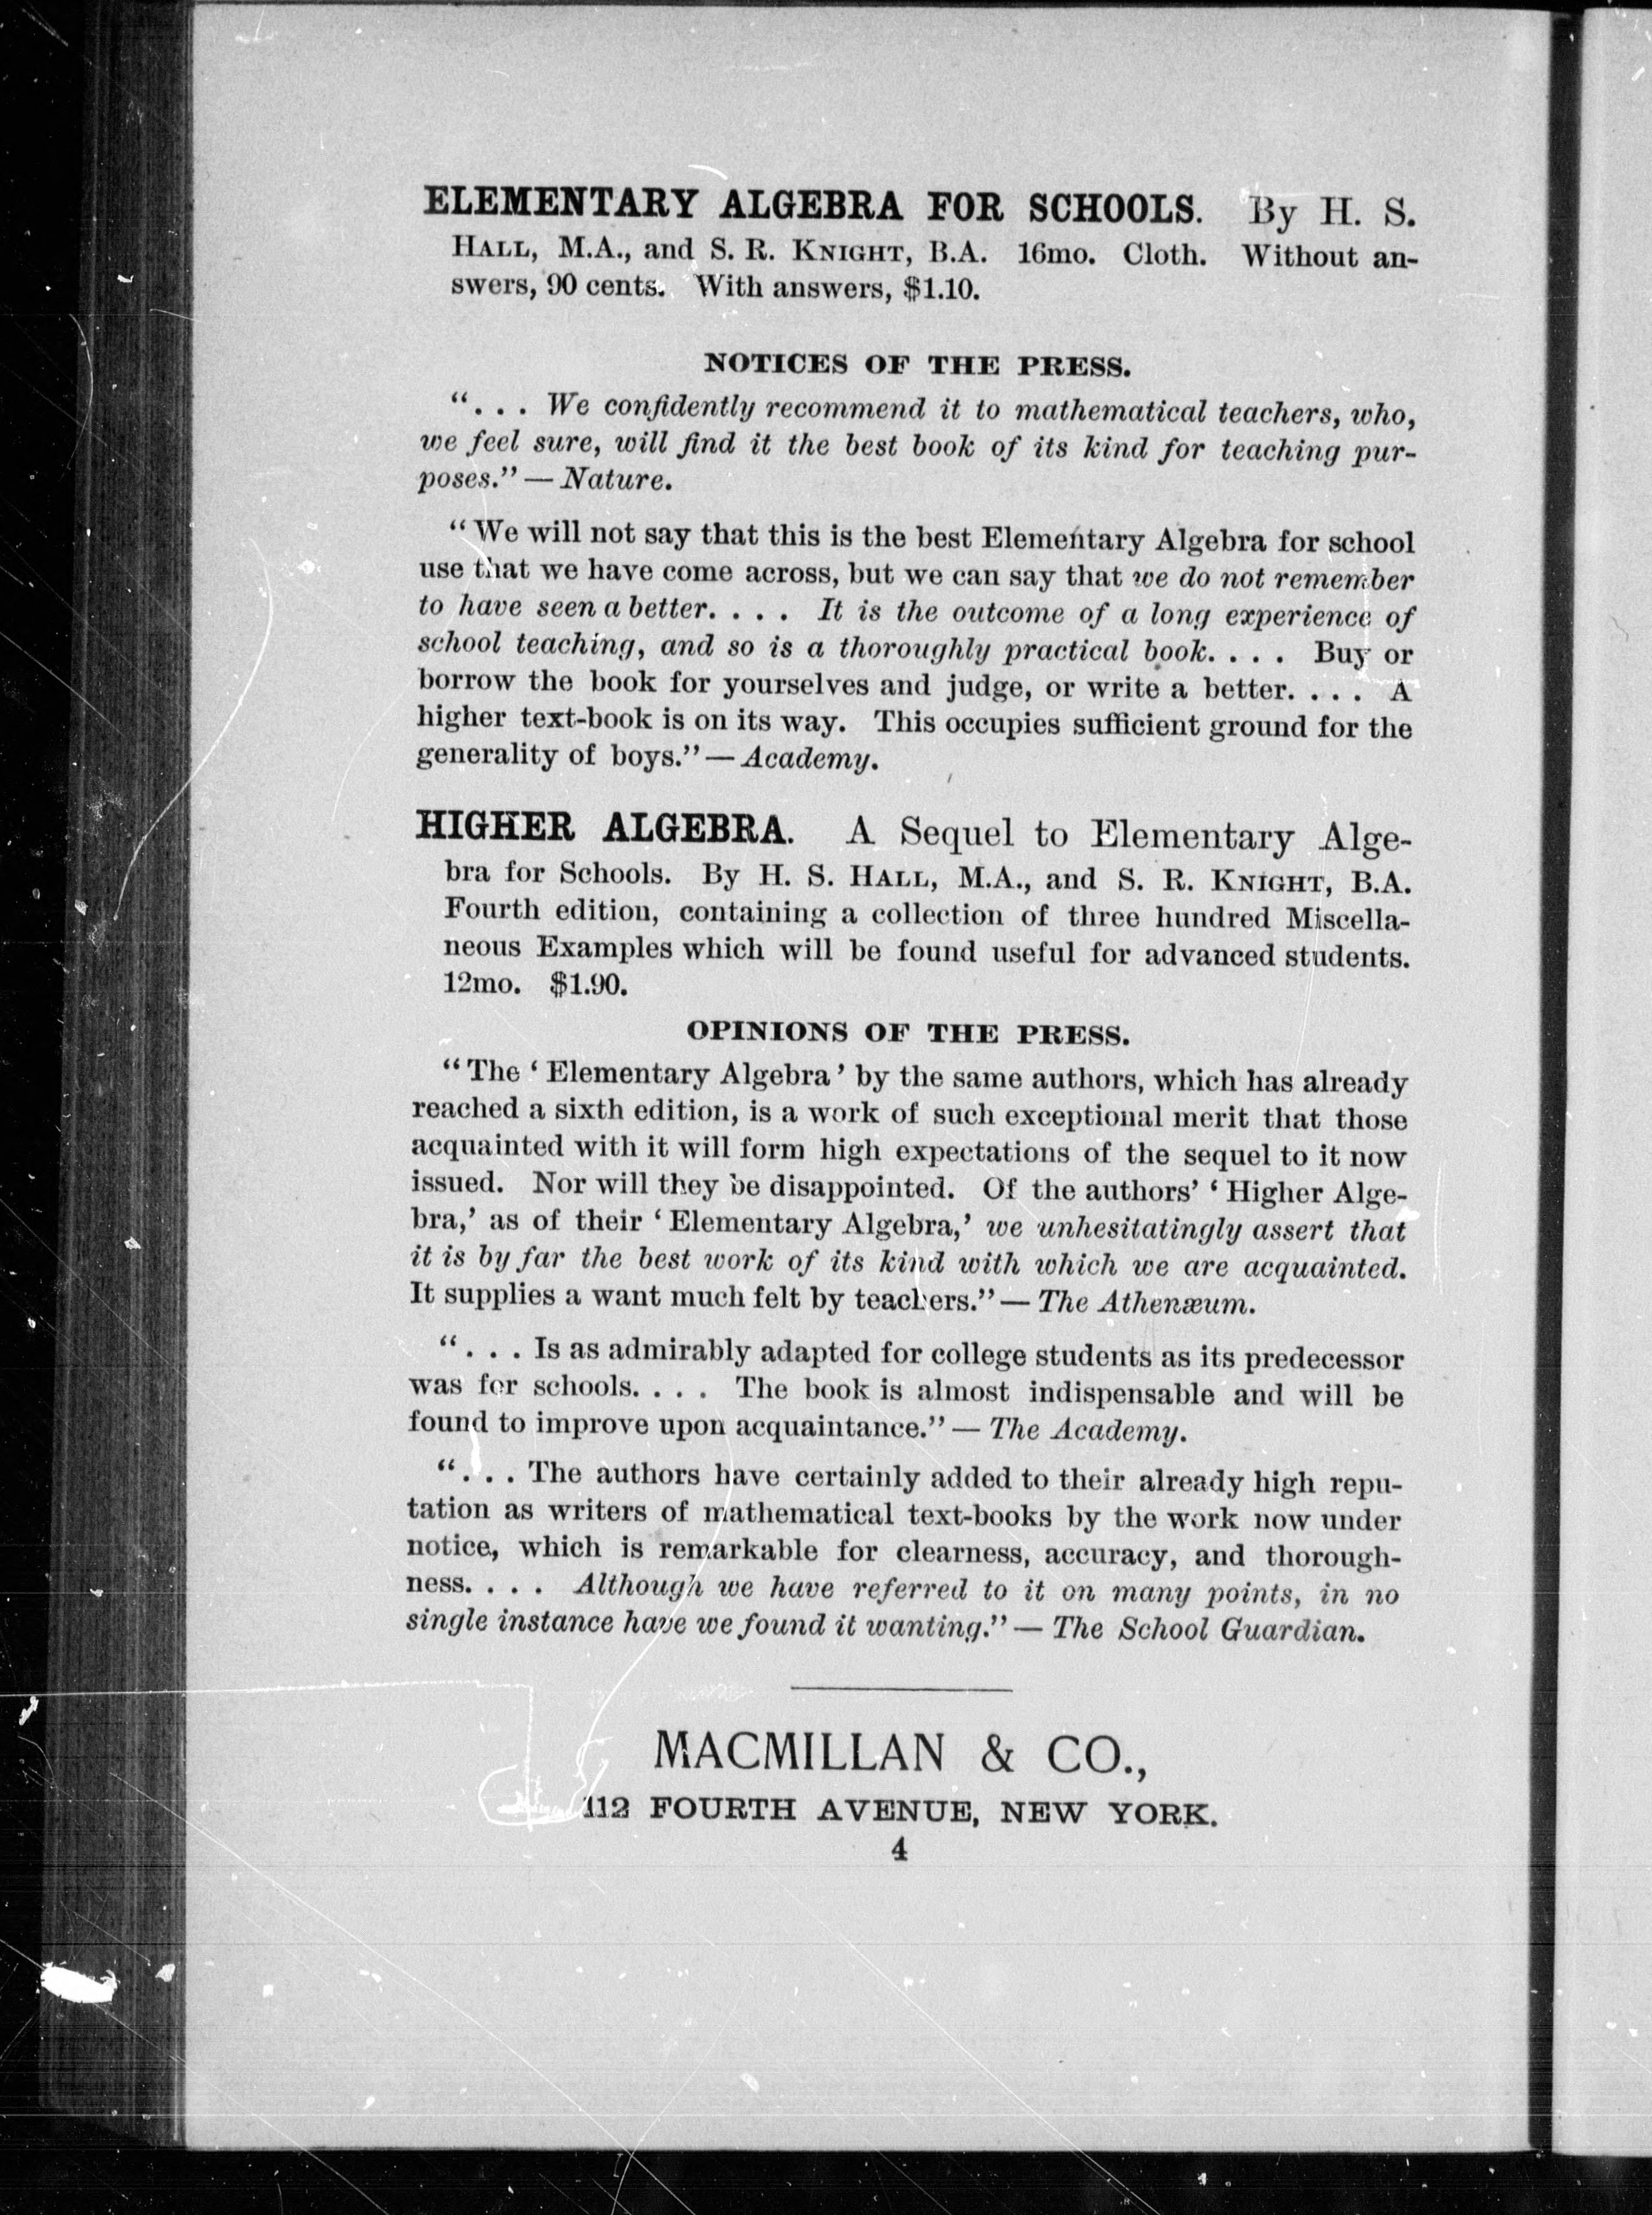 ELEMENTARY ALGEBRA FOR SCHOOLS. By H. S.
HALL, M.A., and S. R. KNIGHT, B.A. 16mo. Cloth. Without an-
swers, 90 cents. With answers, $1.10.
NOTICES OF THE PRESS.
“. . . We confidently recommend it to mathematical teachers, who,
we feel sure, will find it the best book of its kind for teaching pur-
poses.” — Nature.
“We will not say that this is the best Elementary Algebra for school
use that we have come across, but we can say that we do not remember
to have seen a better. . . . It is the outcome of a long experience of
school teaching, and so is a thoroughly practical book. . . . Buy or
borrow the book for yourselves and judge, or write a better. . . . A
higher text-book is on its way. This occupies sufficient ground for the
generality of boys.” — Academy.
HIGHER ALGEBRA. A Sequel to Elementary Alge-
bra for Schools. By H. S. HALL, M.A., and S. R. KNIGHT, B.A.
Fourth edition, containing a collection of three hundred Miscella-
neous Examples which will be found useful for advanced students.
12mo. $1.90.
OPINIONS OF THE PRESS.
“The ‘Elementary Algebra’ by the same authors, which has already
reached a sixth edition, is a work of such exceptional merit that those
acquainted with it will form high expectations of the sequel to it now
issued. Nor will they be disappointed. Of the authors’ ‘Higher Alge-
bra,’ as of their ‘Elementary Algebra,’ we unhesitatingly assert that
it is by far the best work of its kind with which we are acquainted.
It supplies a want much felt by teachers.” — The Athenæum.
“. . . Is as admirably adapted for college students as its predecessor
was for schools. . . . The book is almost indispensable and will be
found to improve upon acquaintance.” — The Academy.
“. . . The authors have certainly added to their already high repu-
tation as writers of mathematical text-books by the work now under
notice, which is remarkable for clearness, accuracy, and thorough-
ness. . . . Although we have referred to it on many points, in no
single instance have we found it wanting.” — The School Guardian.
MACMILLAN & CO.,
112 FOURTH AVENUE, NEW YORK.
4